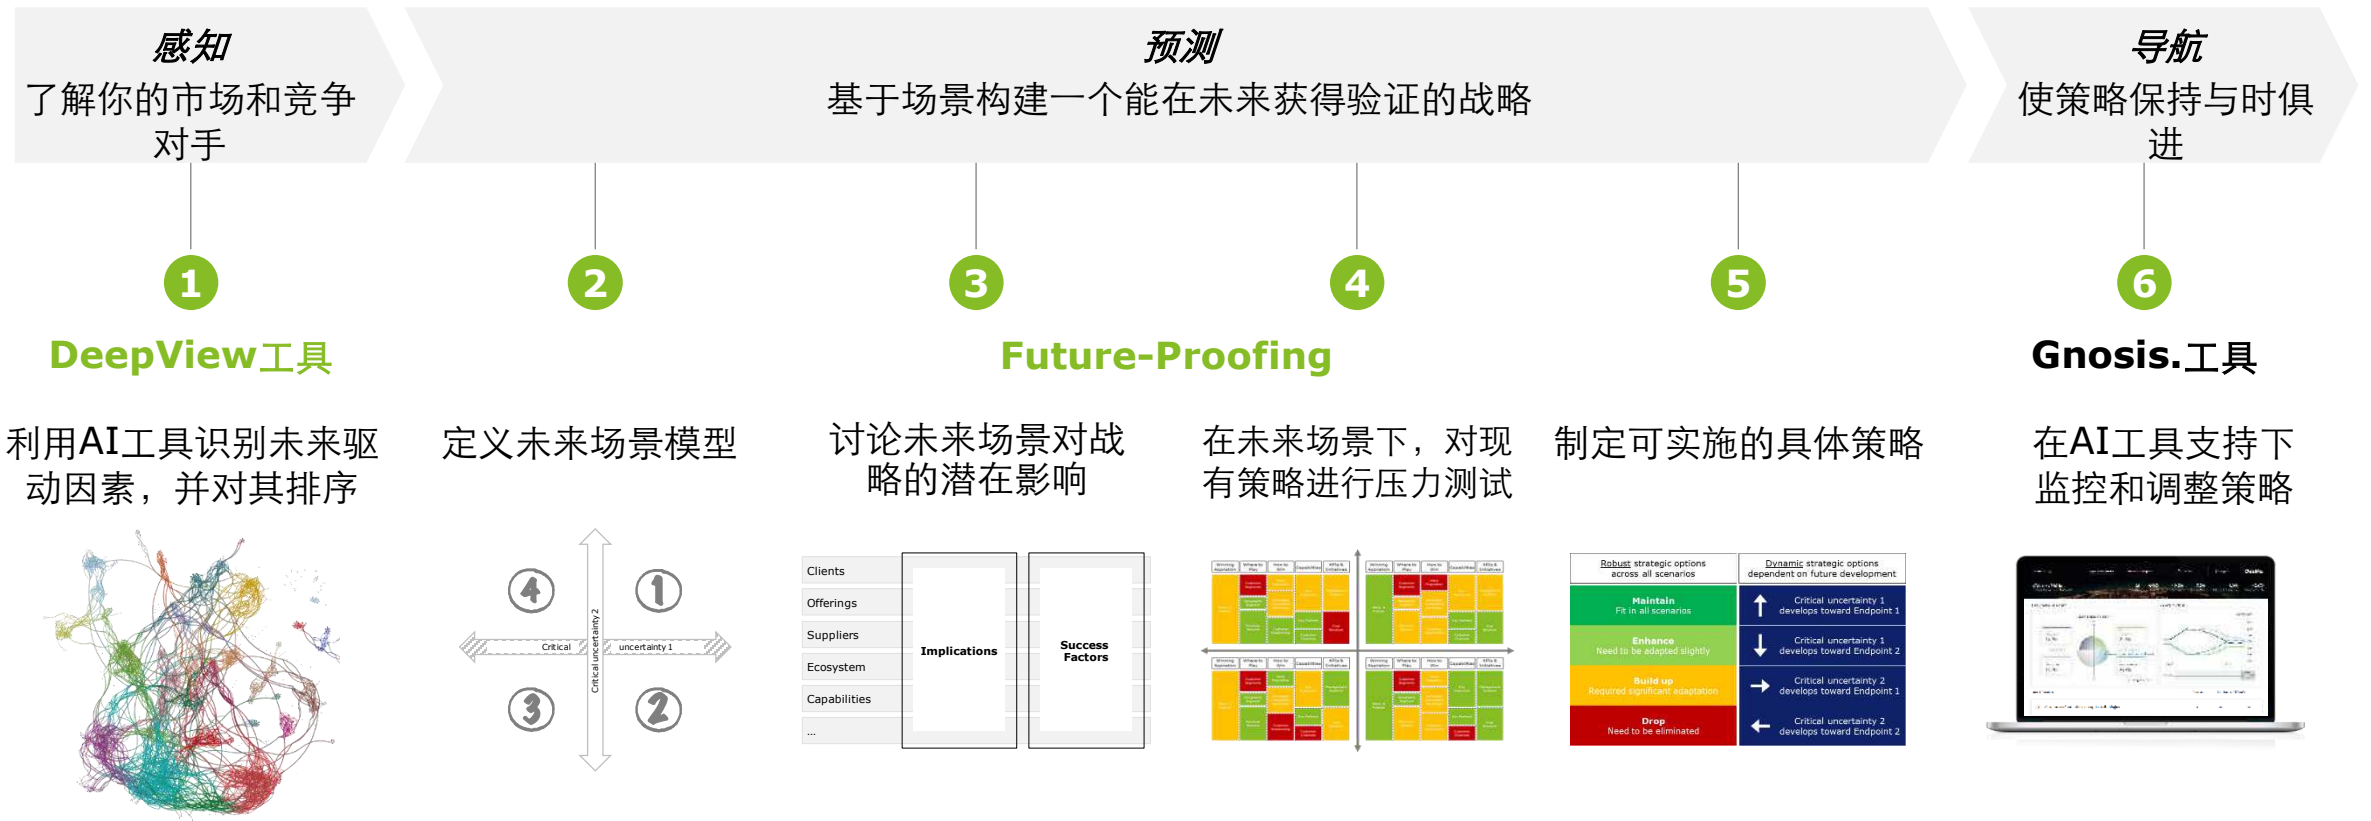 感知
了解你的市场和竞争
对手
预测
基于场景构建一个能在未来获得验证的战略
导航
使策略保持与时俱
进
1
2
3
4
5
6
DeepView工具
Future-Proofing
Gnosis.工具
利用AI工具识别未来驱
动因素，并对其排序
定义未来场景模型
讨论未来场景对战
略的潜在影响
在未来场景下，对现
有策略进行压力测试
制定可实施的具体策略
在AI工具支持下
监控和调整策略
4
1
3
2
Critical uncertainty 1
Critical uncertainty 2
Clients
Offerings
Suppliers
Ecosystem
Capabilities
...
Implications
Success
Factors
Robust strategic options
across all scenarios
Dynamic strategic options
dependent on future development
Maintain
Fit in all scenarios
Critical uncertainty 1
develops toward Endpoint 1
Enhance
Need to be adapted slightly
Critical uncertainty 1
develops toward Endpoint 2
Build up
Required significant adaptation
Critical uncertainty 2
develops toward Endpoint 1
Drop
Need to be eliminated
Critical uncertainty 2
develops toward Endpoint 2